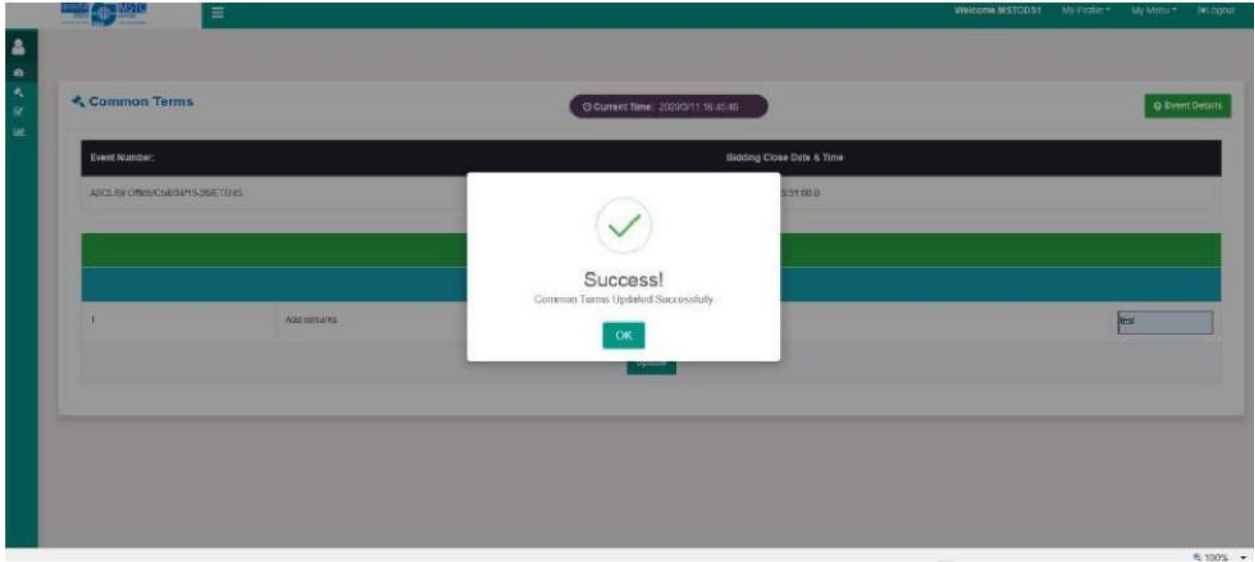 MSTC
Welcome MSTCDS1 My Profile My Menu Logout
Common Terms
Current Time: 2020/3/11 16:45:46
Event Details
Event Number:
Bidding Close Date & Time
Success!
Common Terms Updated Successfully
OK
1 Add remarks
test
Update
100%